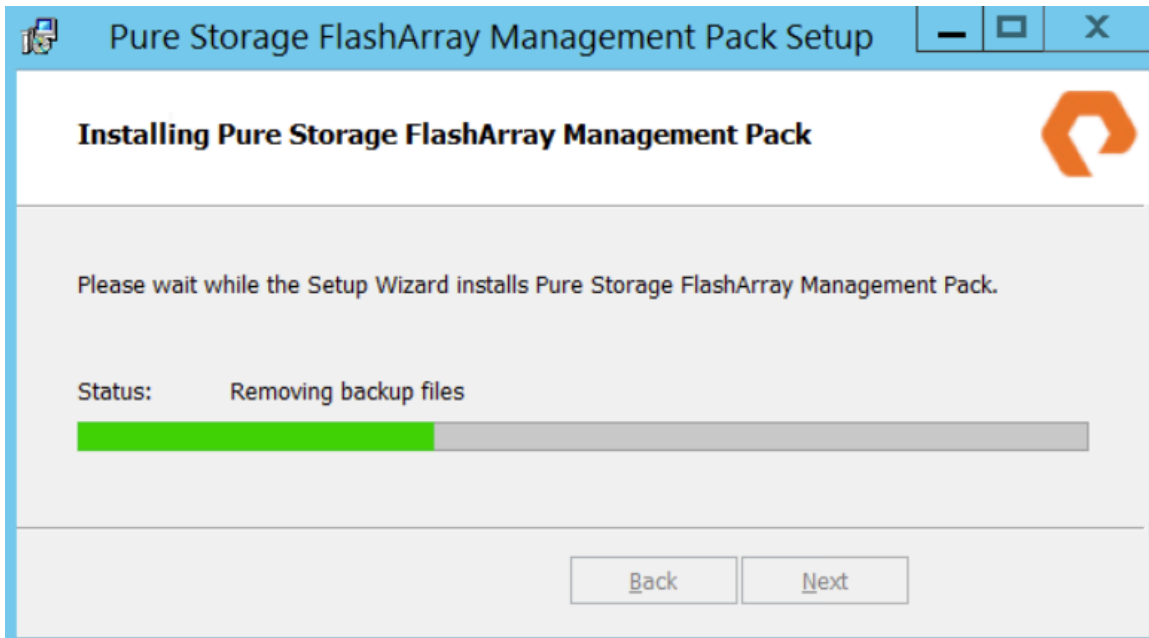 Pure Storage FlashArray Management Pack Setup
Installing Pure Storage FlashArray Management Pack
Please wait while the Setup Wizard installs Pure Storage FlashArray Management Pack.
Status: Removing backup files
Back Next